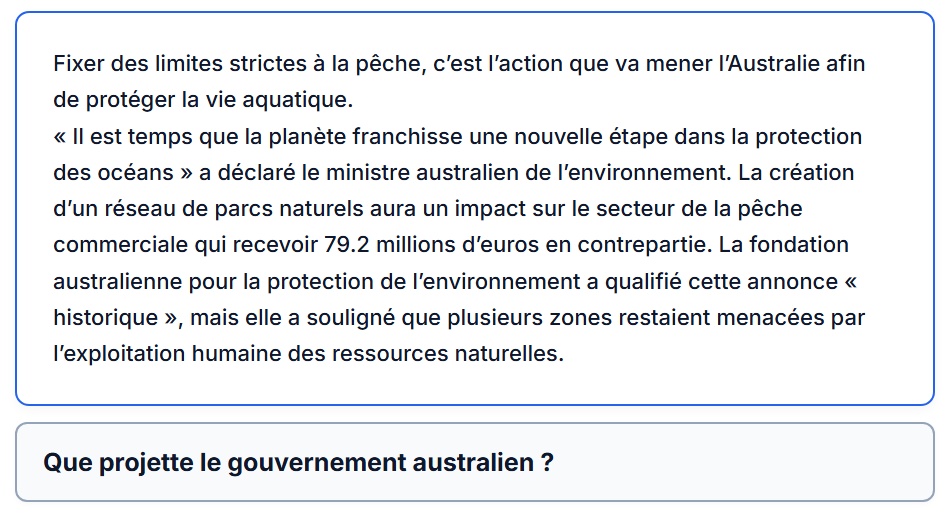 Fixer des limites strictes à la pêche, c’est l’action que va mener l’Australie afin
de protéger la vie aquatique.
« Il est temps que la planète franchisse une nouvelle étape dans la protection
des océans » a déclaré le ministre australien de l’environnement. La création
d’un réseau de parcs naturels aura un impact sur le secteur de la pêche
commerciale qui recevoir 79.2 millions d’euros en contrepartie. La fondation
australienne pour la protection de l’environnement a qualifié cette annonce «
historique », mais elle a souligné que plusieurs zones restaient menacées par
l’exploitation humaine des ressources naturelles.
Que projette le gouvernement australien ?